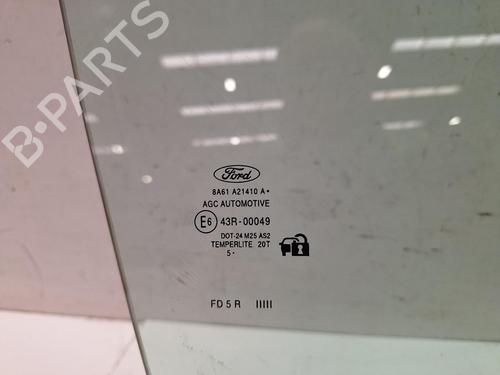 B-PARTS
Ford
8A61 A21410 A•
AGC AUTOMOTIVE
E6 43R-00049
DOT-24 M25 AS2
TEMPERLITE 20T
5•
FD 5 R IIIII